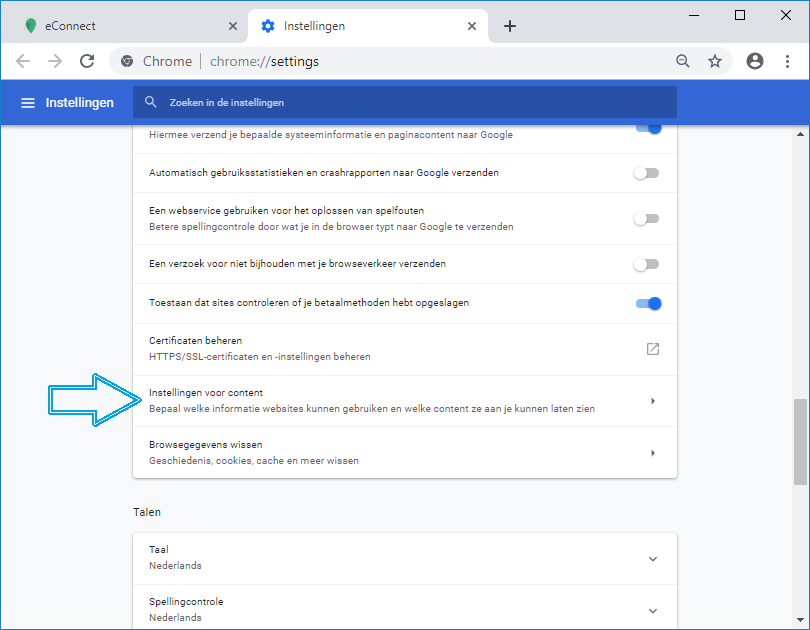 eConnect
Instellingen
Chrome
chrome://settings
Instellingen
Zoeken in de instellingen
Hiermee verzend je bepaalde systeeminformatie en paginacontent naar Google
Automatisch gebruiksstatistieken en crashrapporten naar Google verzenden
Een webservice gebruiken voor het oplossen van spelfouten
Betere spellingcontrole door wat je in de browser typt naar Google te verzenden
Een verzoek voor niet bijhouden met je browseverkeer verzenden
Toestaan dat sites controleren of je betaalmethoden hebt opgeslagen
Certificaten beheren
HTTPS/SSL-certificaten en -instellingen beheren
Instellingen voor content
Bepaal welke informatie websites kunnen gebruiken en welke content ze aan je kunnen laten zien
Browsegegevens wissen
Geschiedenis, cookies, cache en meer wissen
Talen
Taal
Nederlands
Spellingcontrole
Nederlands